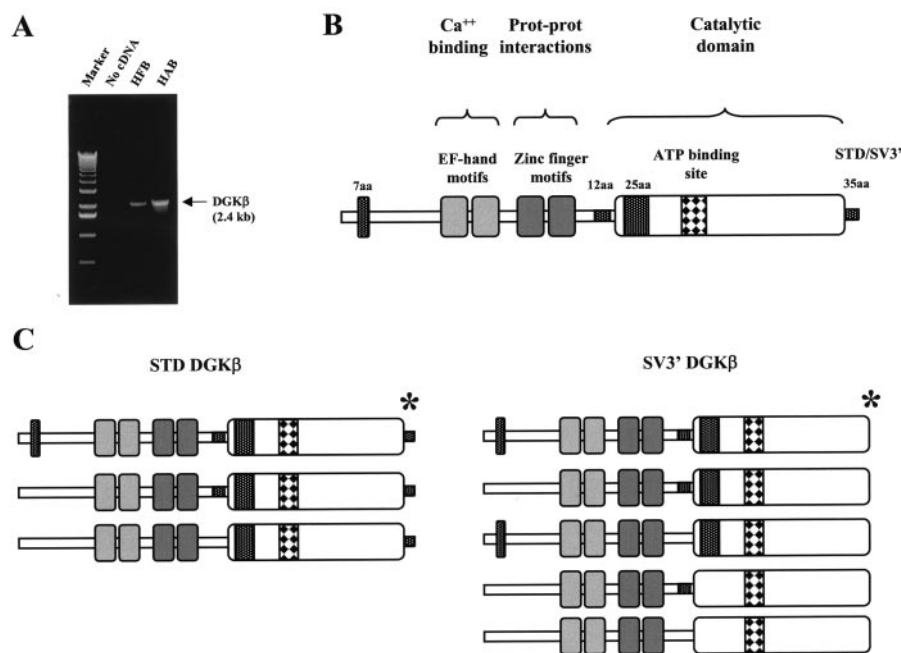 A
Marker
No cDNA
HFB
HAB
DGKβ
(2.4 kb)
B
Ca++
binding
Prot-prot
interactions
Catalytic
domain
EF-hand
motifs
Zinc finger
motifs
ATP binding
site
STD/SV3'
7aa
12aa
25aa
35aa
C
STD DGKβ
*
SV3' DGKβ
*